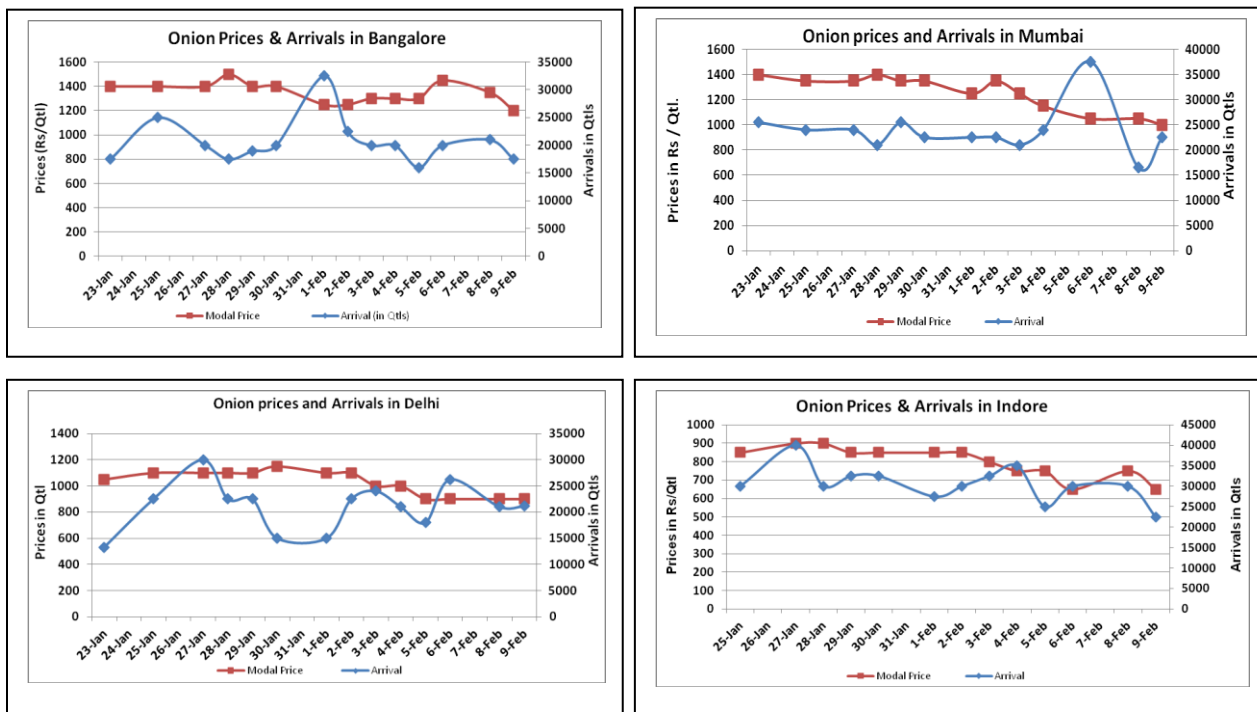 Onion Prices & Arrivals in Bangalore
Prices (Rs/Qtl)
1600
1400
1200
1000
800
600
400
200
0
35000
30000
25000
20000
15000
10000
5000
0
Arrivals in Qtls
23-Jan
24-Jan
25-Jan
26-Jan
27-Jan
28-Jan
29-Jan
30-Jan
31-Jan
1-Feb
2-Feb
3-Feb
4-Feb
5-Feb
6-Feb
7-Feb
8-Feb
9-Feb
Modal Price
Arrival (in Qtls)
Onion prices and Arrivals in Mumbai
Prices in Rs / Qtl.
1600
1400
1200
1000
800
600
400
200
0
40000
35000
30000
25000
20000
15000
10000
5000
0
Arrivals in Qtls
23-Jan
24-Jan
25-Jan
26-Jan
27-Jan
28-Jan
29-Jan
30-Jan
31-Jan
1-Feb
2-Feb
3-Feb
4-Feb
5-Feb
6-Feb
7-Feb
8-Feb
9-Feb
Modal Price
Arrival
Onion prices and Arrivals in Delhi
Prices in Qtl
1400
1200
1000
800
600
400
200
0
35000
30000
25000
20000
15000
10000
5000
0
Arrivals in Qtls
23-Jan
24-Jan
25-Jan
26-Jan
27-Jan
28-Jan
29-Jan
30-Jan
31-Jan
1-Feb
2-Feb
3-Feb
4-Feb
5-Feb
6-Feb
7-Feb
8-Feb
9-Feb
Modal Price
Arrival
Onion Prices & Arrivals in Indore
Prices in Rs/Qtl
1000
900
800
700
600
500
400
300
200
100
0
45000
40000
35000
30000
25000
20000
15000
10000
5000
0
Arrivals in Qtls
25-Jan
26-Jan
27-Jan
28-Jan
29-Jan
30-Jan
31-Jan
1-Feb
2-Feb
3-Feb
4-Feb
5-Feb
6-Feb
7-Feb
8-Feb
9-Feb
Modal Price
Arrival